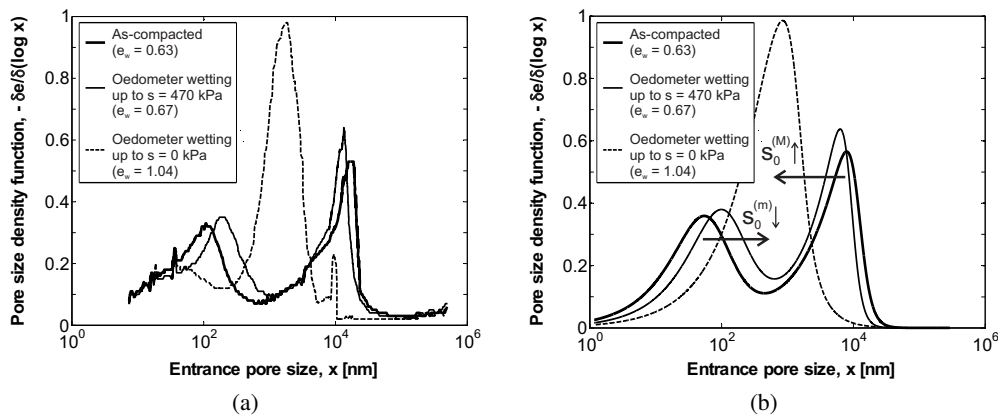 (a)
Pore size density function, - δe/δ(log x)
1
0.8
0.6
0.4
0.2
0
As-compacted
(e_w = 0.63)
Oedometer wetting
up to s = 470 kPa
(e_w = 0.67)
Oedometer wetting
up to s = 0 kPa
(e_w = 1.04)
10^0 10^2 10^4 10^6
Entrance pore size, x [nm]
(a)
(b)
Pore size density function, - δe/δ(log x)
1
0.8
0.6
0.4
0.2
0
As-compacted
(e_w = 0.63)
Oedometer wetting
up to s = 470 kPa
(e_w = 0.67)
Oedometer wetting
up to s = 0 kPa
(e_w = 1.04)
s_0^(M) ↑
s_0^(m) ↓
10^0 10^2 10^4 10^6
Entrance pore size, x [nm]
(b)